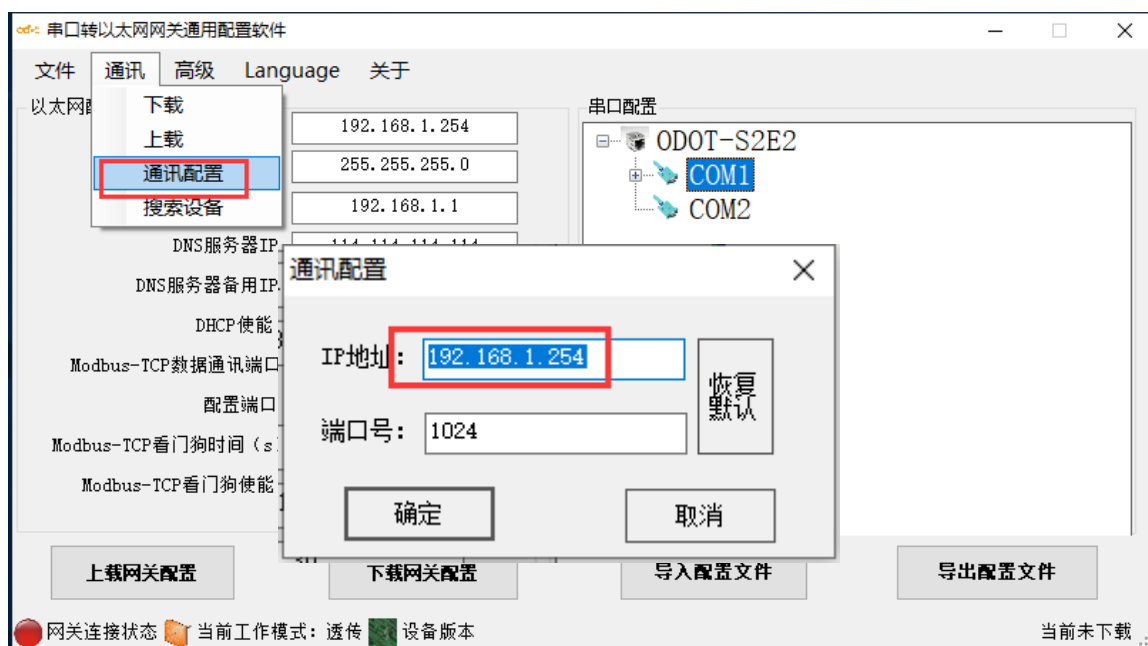 串口转以太网网关通用配置软件
文件 通讯 高级 Language 关于
下载
上载
通讯配置
搜索设备
以太网
192.168.1.254
255.255.255.0
192.168.1.1
DNS服务器IP
114.114.114.114
DNS服务器备用IP
DHCP使能
Modbus-TCP数据通讯端口
配置端口
Modbus-TCP看门狗时间（s
Modbus-TCP看门狗使能
串口配置
ODOT-S2E2
COM1
COM2
通讯配置
IP地址： 192.168.1.254
端口号： 1024
恢复
默认
确定 取消
上载网关配置 下载网关配置 导入配置文件 导出配置文件
网关连接状态 当前工作模式：透传 设备版本 当前未下载